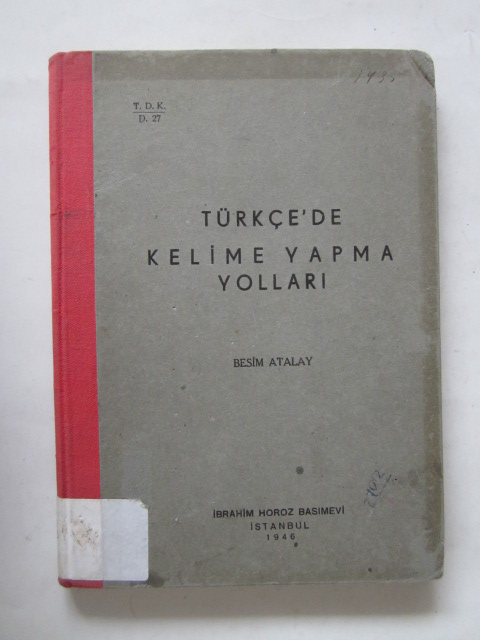 T. D. K.
D. 27
TÜRKÇE'DE
KELİME YAPMA
YOLLARI
BESİM ATALAY
İBRAHİM HOROZ BASIMEVİ
İSTANBUL
1946